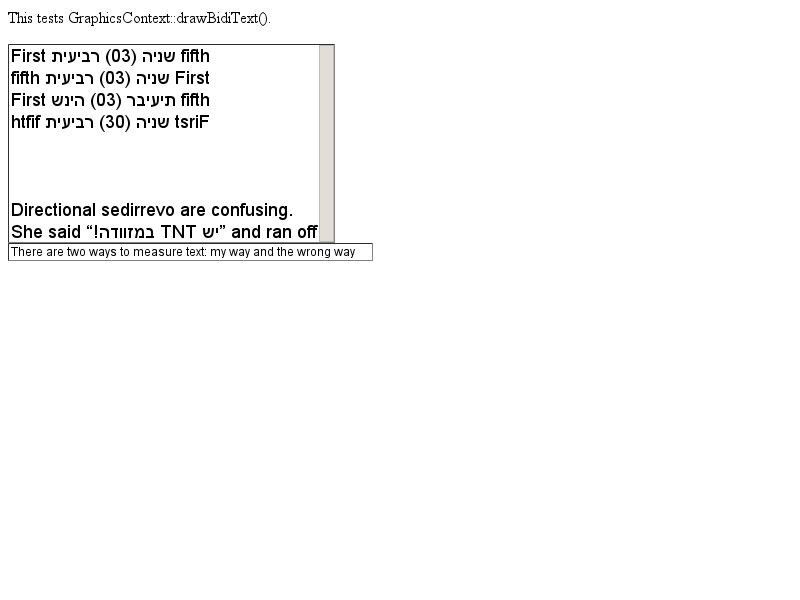 This tests GraphicsContext::drawBidiText().
First שניה (03) רביעית fifth
fifth שניה (03) רביעית First
First תיעיבר (03) הינש fifth
htfif שניה (30) רביעית tsriF
Directional sedirrevo are confusing.
She said “יש TNT במזוודה!” and ran off
There are two ways to measure text: my way and the wrong way